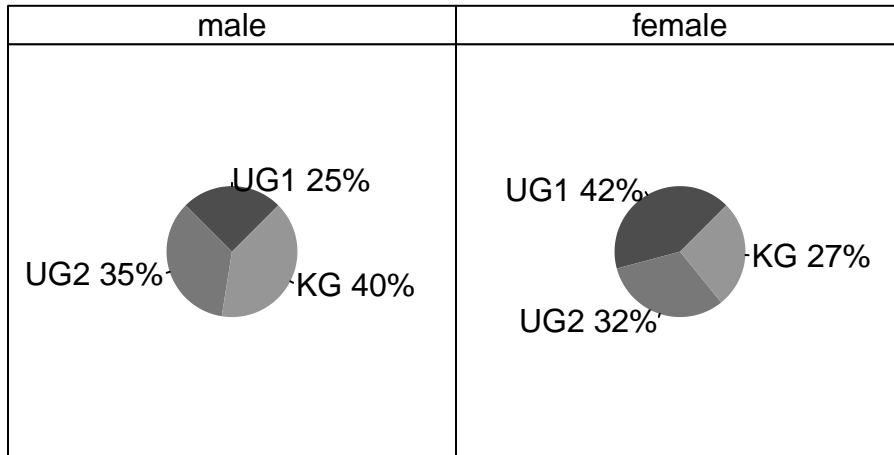 male
UG1 25%
UG2 35%
KG 40%
female
UG1 42%
KG 27%
UG2 32%